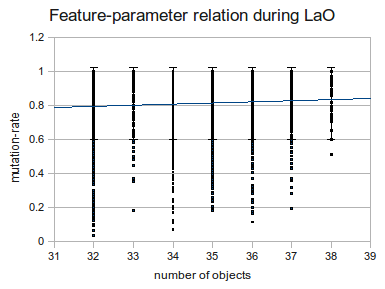 Feature-parameter relation during LaO
1.2
1
0.8
0.6
0.4
0.2
0
mutation-rate
31 32 33 34 35 36 37 38 39
number of objects